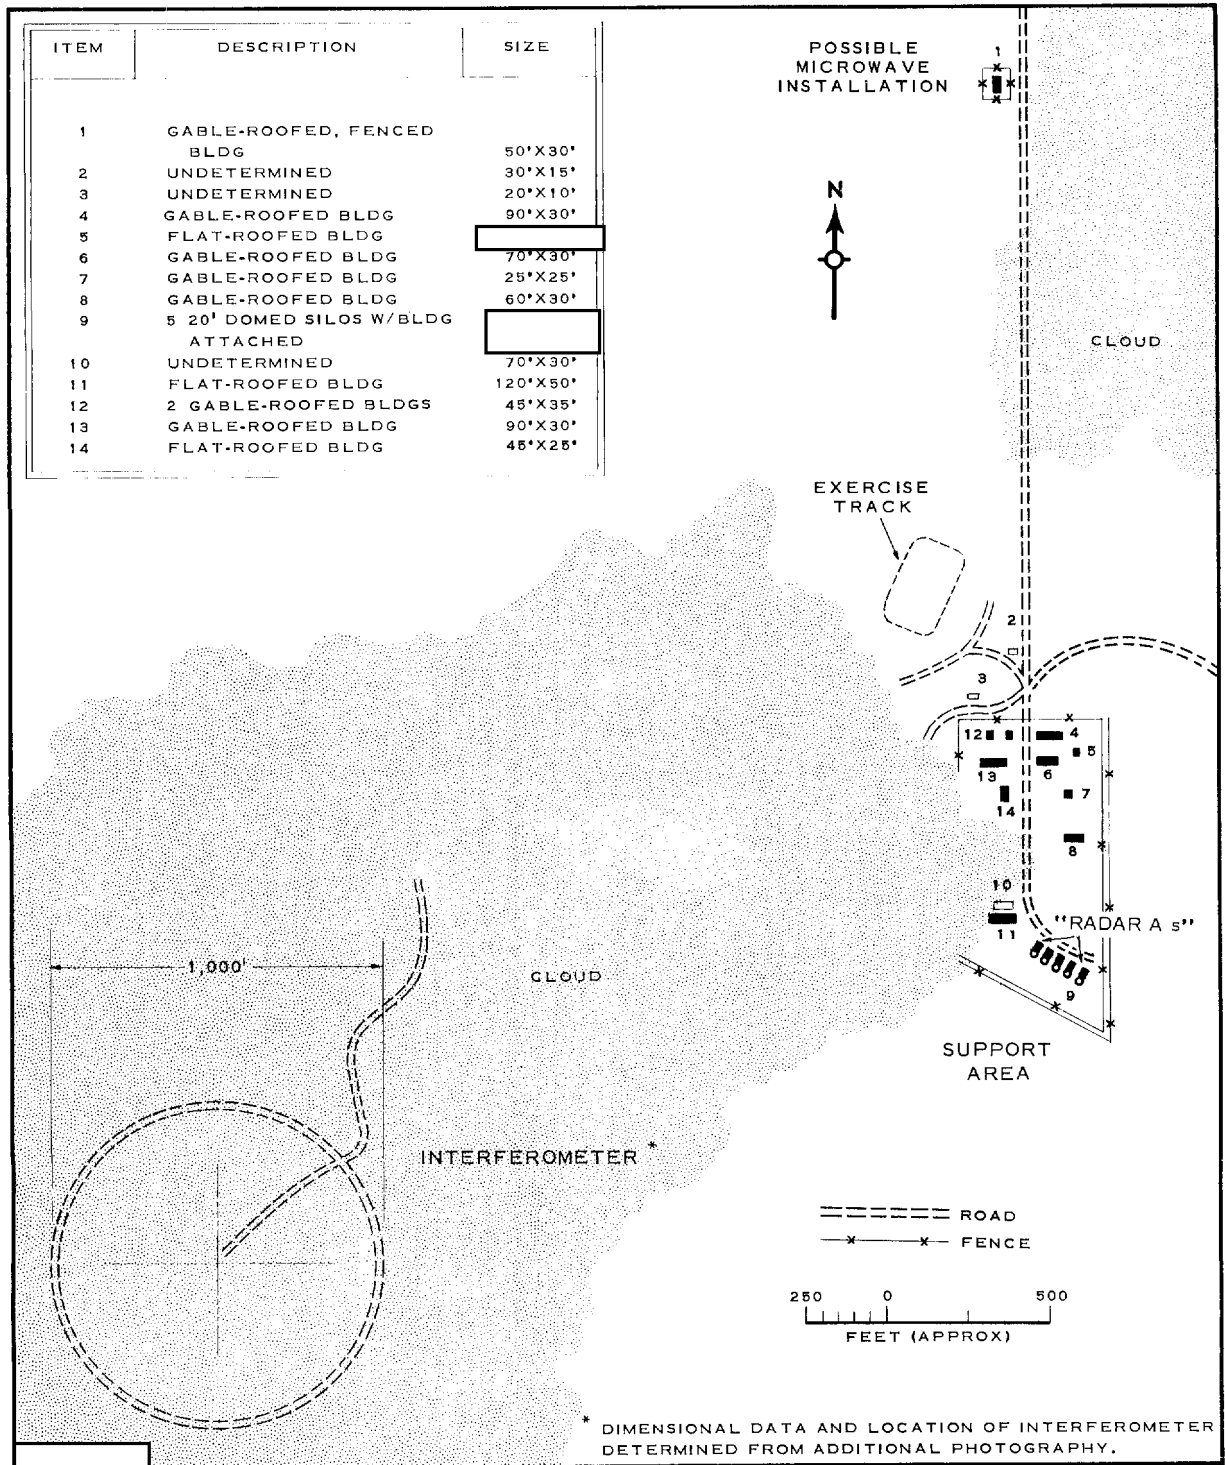 ITEM DESCRIPTION SIZE
1 GABLE-ROOFED, FENCED
BLDG 50'X30'
2 UNDETERMINED 30'X15'
3 UNDETERMINED 20'X10'
4 GABLE-ROOFED BLDG 90'X30'
5 FLAT-ROOFED BLDG
6 GABLE-ROOFED BLDG 70'X30'
7 GABLE-ROOFED BLDG 25'X25'
8 GABLE-ROOFED BLDG 60'X30'
9 5 20' DOMED SILOS W/BLDG
ATTACHED
10 UNDETERMINED 70'X30'
11 FLAT-ROOFED BLDG 120'X50'
12 2 GABLE-ROOFED BLDGS 45'X35'
13 GABLE-ROOFED BLDG 90'X30'
14 FLAT-ROOFED BLDG 45'X25'
POSSIBLE
MICROWAVE
INSTALLATION
1
N
CLOUD
EXERCISE
TRACK
2
3
12
4
5
13
6
14
7
8
10
11
"RADAR A s"
9
SUPPORT
AREA
1,000'
CLOUD
INTERFEROMETER *
ROAD
FENCE
250 0 500
FEET (APPROX)
* DIMENSIONAL DATA AND LOCATION OF INTERFEROMETER
DETERMINED FROM ADDITIONAL PHOTOGRAPHY.